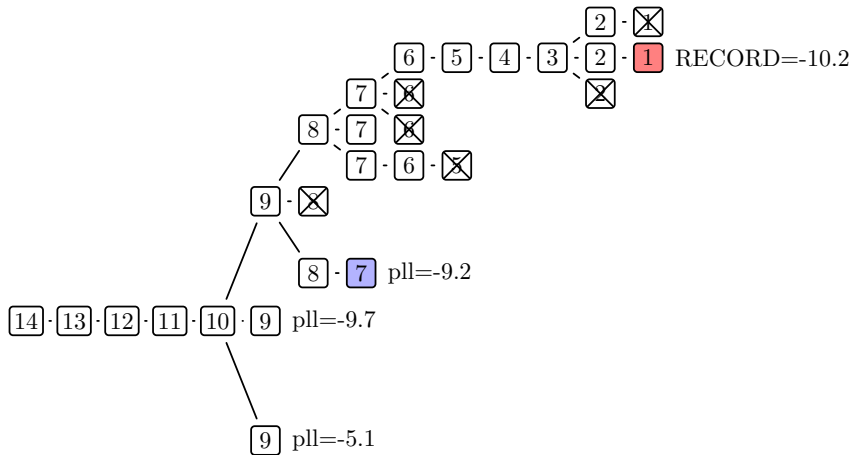 2 1
6 5 4 3 2 1 RECORD=-10.2
7 6 2
8 7 6
7 6 5
9 8
8 7 pll=-9.2
14 13 12 11 10 9 pll=-9.7
9 pll=-5.1